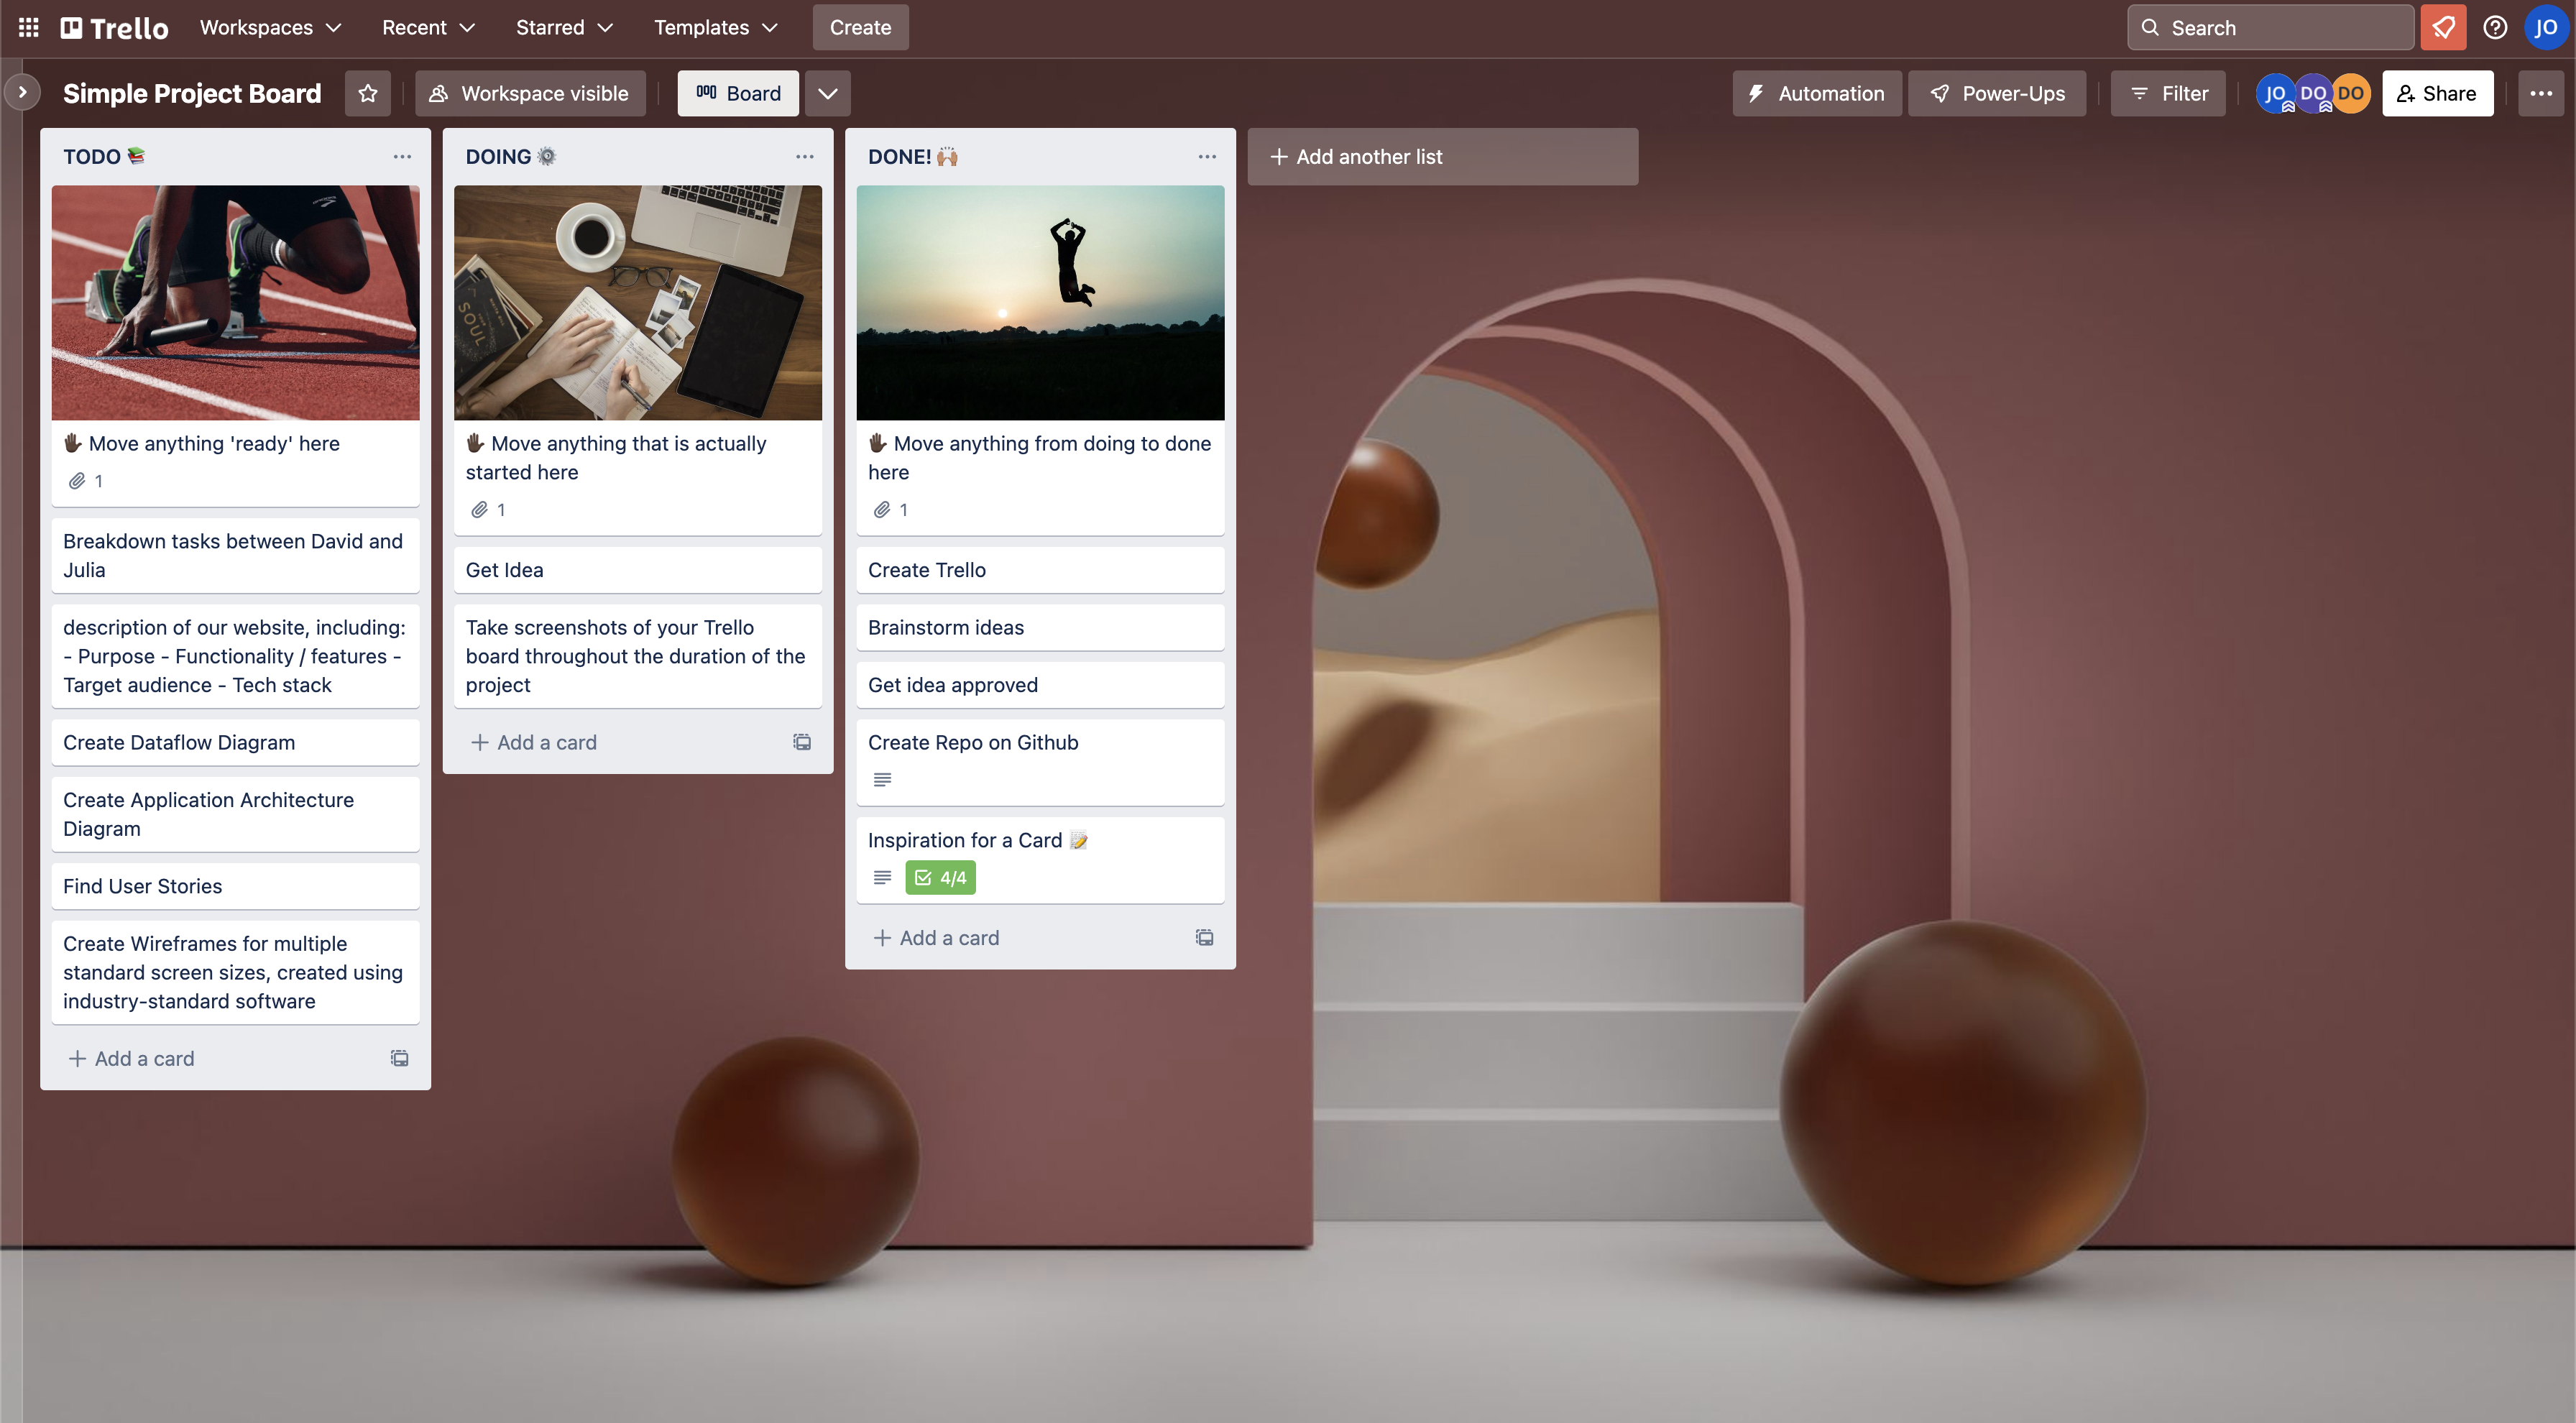 Trello
Workspaces
Recent
Starred
Templates
Create
Search
JO
Simple Project Board
Workspace visible
Board
Automation
Power-Ups
Filter
JO
DO
DO
Share
TODO 📚
🖐🏿 Move anything 'ready' here
1
Breakdown tasks between David and
Julia
description of our website, including:
- Purpose - Functionality / features -
Target audience - Tech stack
Create Dataflow Diagram
Create Application Architecture
Diagram
Find User Stories
Create Wireframes for multiple
standard screen sizes, created using
industry-standard software
+ Add a card
DOING ⚙️
SOUL
🖐🏿 Move anything that is actually
started here
1
Get Idea
Take screenshots of your Trello
board throughout the duration of the
project
+ Add a card
DONE! 🙌🏽
🖐🏿 Move anything from doing to done
here
1
Create Trello
Brainstorm ideas
Get idea approved
Create Repo on Github
Inspiration for a Card 📝
4/4
+ Add a card
+ Add another list